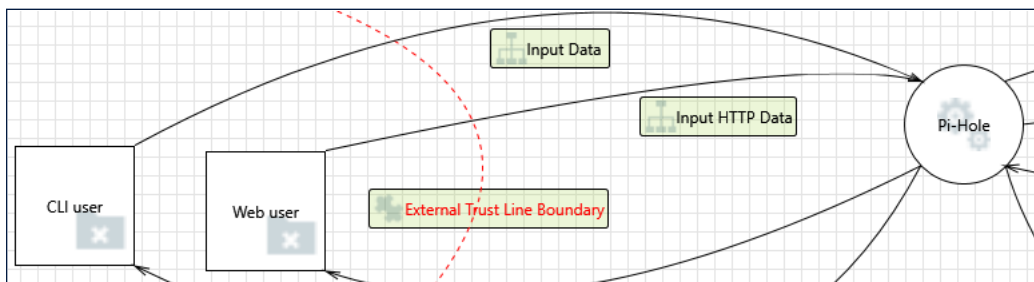 Input Data
Input HTTP Data
Pi-Hole
CLI user
Web user
External Trust Line Boundary